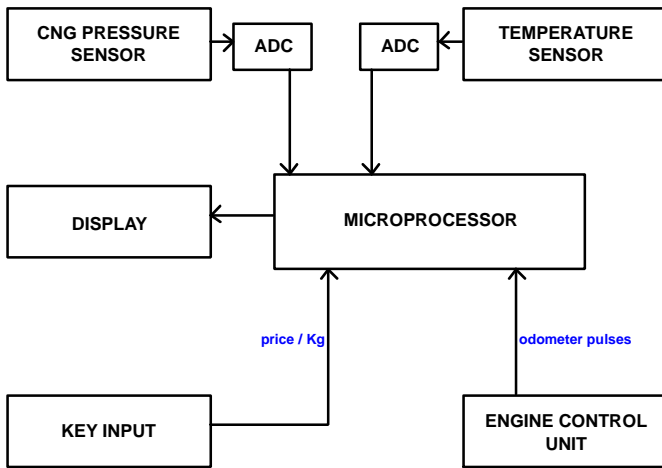 CNG PRESSURE
SENSOR
ADC
ADC
TEMPERATURE
SENSOR
DISPLAY
MICROPROCESSOR
price / Kg
odometer pulses
KEY INPUT
ENGINE CONTROL
UNIT